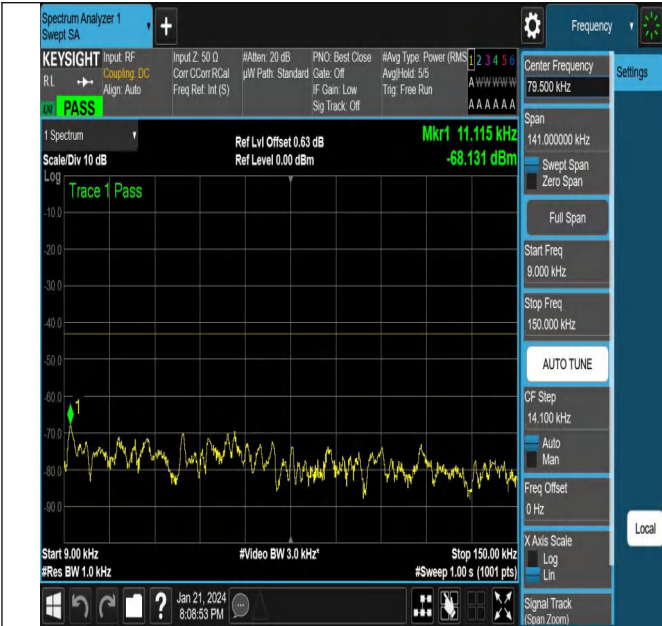 Spectrum Analyzer 1
Swept SA
+
Frequency
KEYSIGHT
RL
PASS
Input: RF
Coupling: DC
Align: Auto
Input Z: 50 Ω
Corr CCorr RCal
Freq Ref: Int (S)
#Atten: 20 dB
µW Path: Standard
PNO: Best Close
Gate: Off
IF Gain: Low
Sig Track: Off
#Avg Type: Power (RMS
Avg|Hold: 5/5
Trig: Free Run
1 2 3 4 5 6
A W W W W W
A A A A A A
1 Spectrum
Scale/Div 10 dB
Ref Lvl Offset 0.63 dB
Ref Level 0.00 dBm
Mkr1 11.115 kHz
-68.131 dBm
Log
Trace 1 Pass
-10.0
-20.0
-30.0
-40.0
-50.0
-60.0
-70.0
-80.0
-90.0
1
Start 9.00 kHz
#Res BW 1.0 kHz
#Video BW 3.0 kHz*
Stop 150.00 kHz
#Sweep 1.00 s (1001 pts)
?
Jan 21, 2024
8:08:53 PM
Center Frequency
79.500 kHz
Span
141.000000 kHz
Swept Span
Zero Span
Full Span
Start Freq
9.000 kHz
Stop Freq
150.000 kHz
AUTO TUNE
CF Step
14.100 kHz
Auto
Man
Freq Offset
0 Hz
X Axis Scale
Log
Lin
Signal Track
(Span Zoom)
Settings
Local